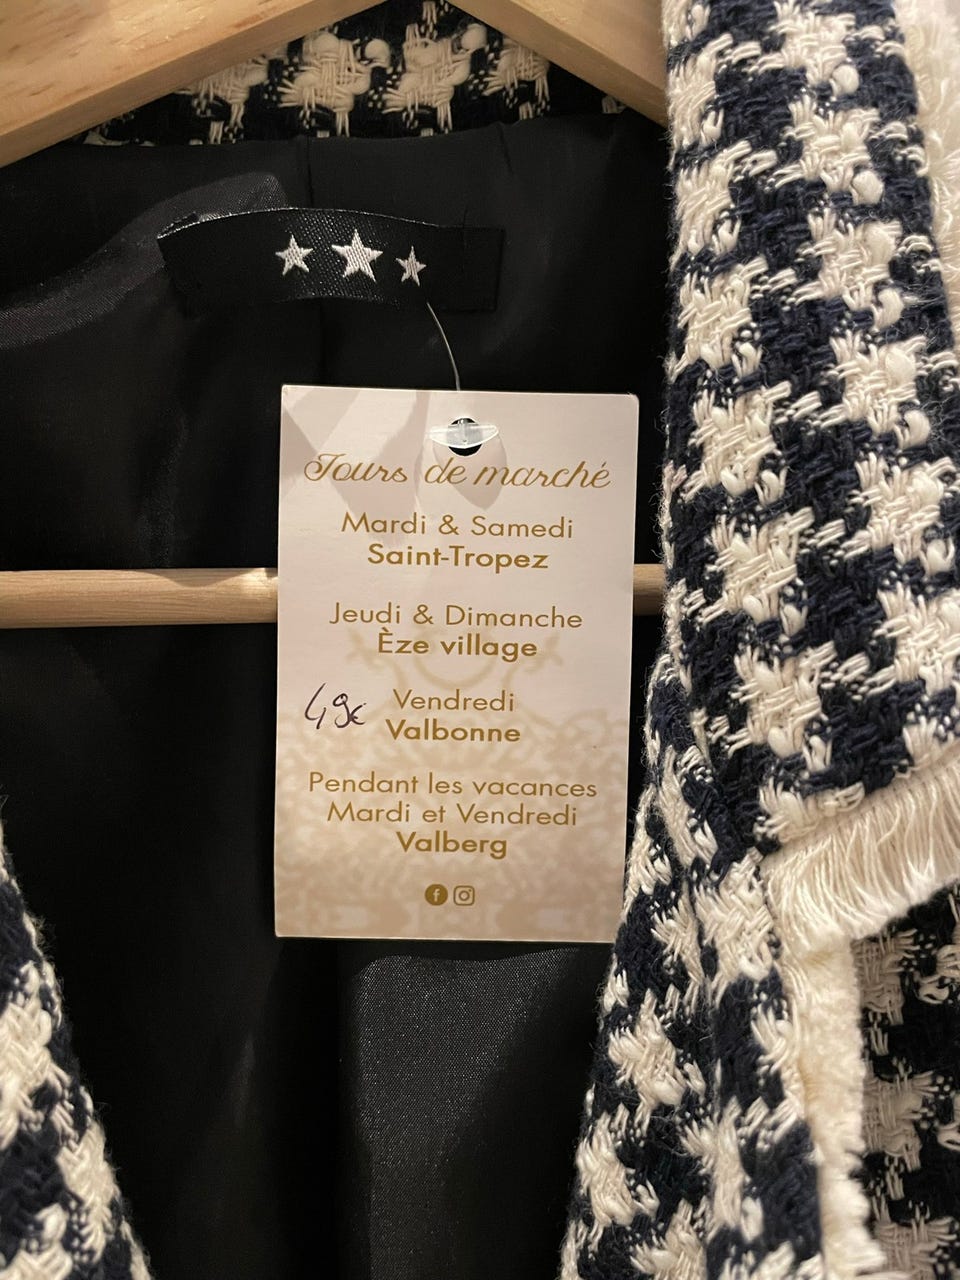 Jours de marché
Mardi & Samedi
Saint-Tropez
Jeudi & Dimanche
Èze village
49€ Vendredi
Valbonne
Pendant les vacances
Mardi et Vendredi
Valberg